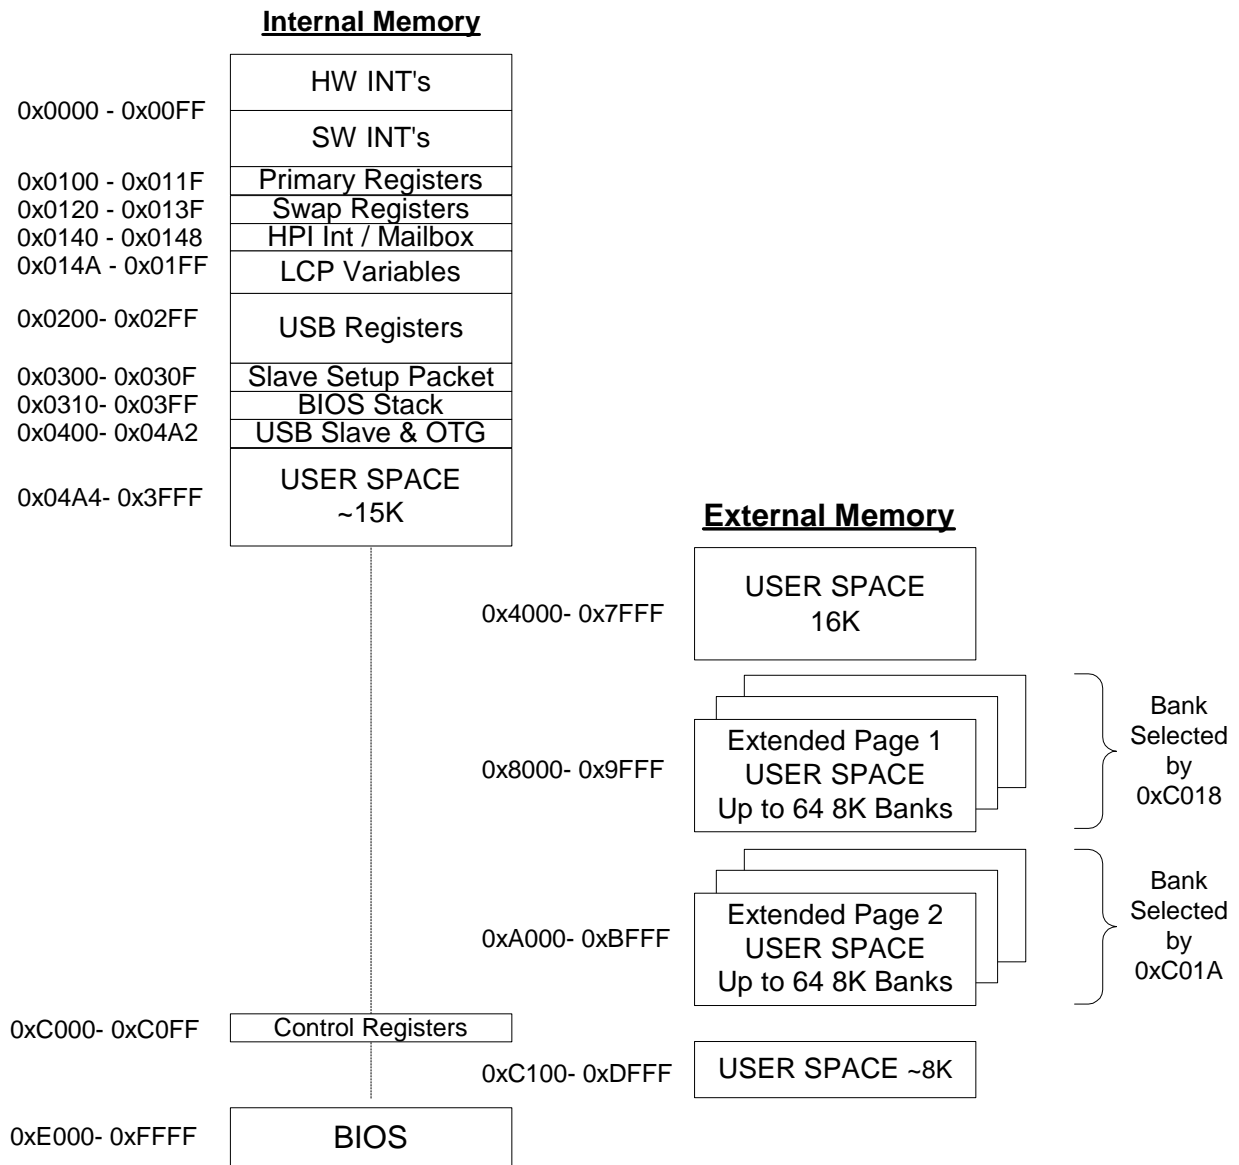 Internal Memory
HW INT's
0x0000 - 0x00FF
SW INT's
0x0100 - 0x011F
Primary Registers
0x0120 - 0x013F
Swap Registers
0x0140 - 0x0148
HPI Int / Mailbox
0x014A - 0x01FF
LCP Variables
0x0200- 0x02FF
USB Registers
0x0300- 0x030F
Slave Setup Packet
0x0310- 0x03FF
BIOS Stack
0x0400- 0x04A2
USB Slave & OTG
0x04A4- 0x3FFF
USER SPACE
~15K
External Memory
0x4000- 0x7FFF
USER SPACE
16K
0x8000- 0x9FFF
Extended Page 1
USER SPACE
Up to 64 8K Banks
Bank
Selected
by
0xC018
0xA000- 0xBFFF
Extended Page 2
USER SPACE
Up to 64 8K Banks
Bank
Selected
by
0xC01A
0xC000- 0xC0FF
Control Registers
0xC100- 0xDFFF
USER SPACE ~8K
0xE000- 0xFFFF
BIOS